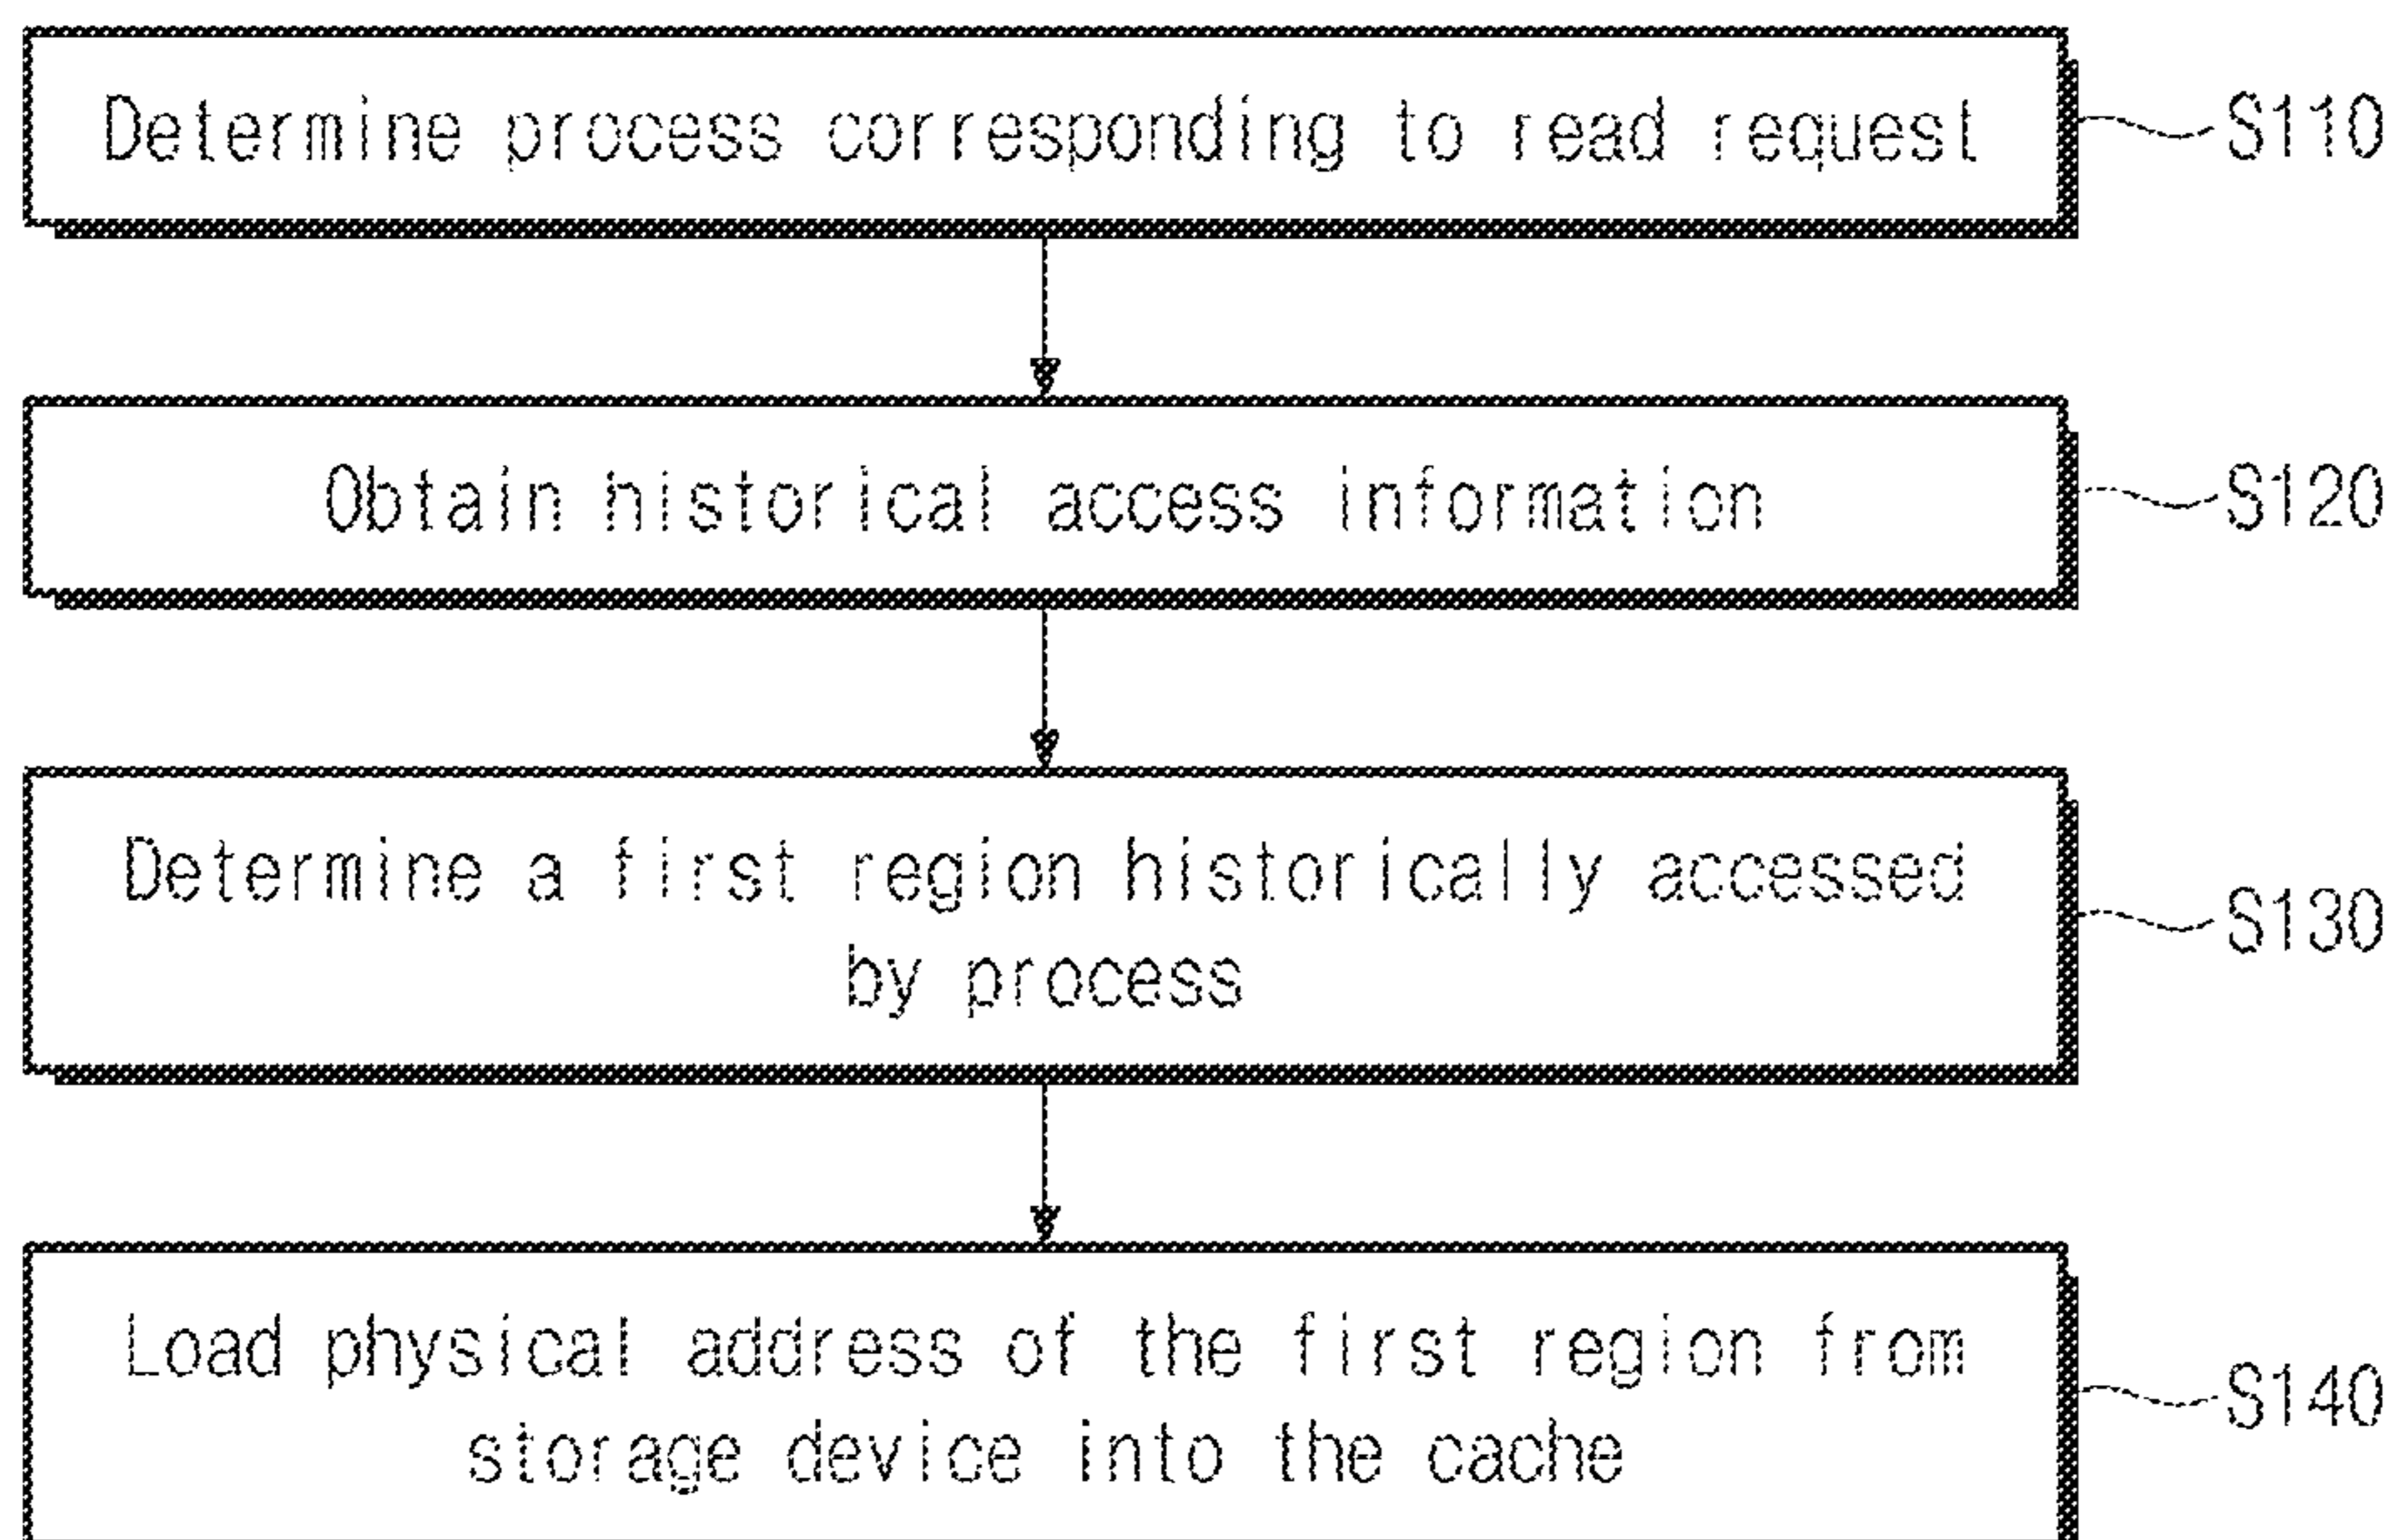 Determine process corresponding to read request
S110
Obtain historical access information
S120
Determine a first region historically accessed
by process
S130
Load physical address of the first region from
storage device into the cache
S140